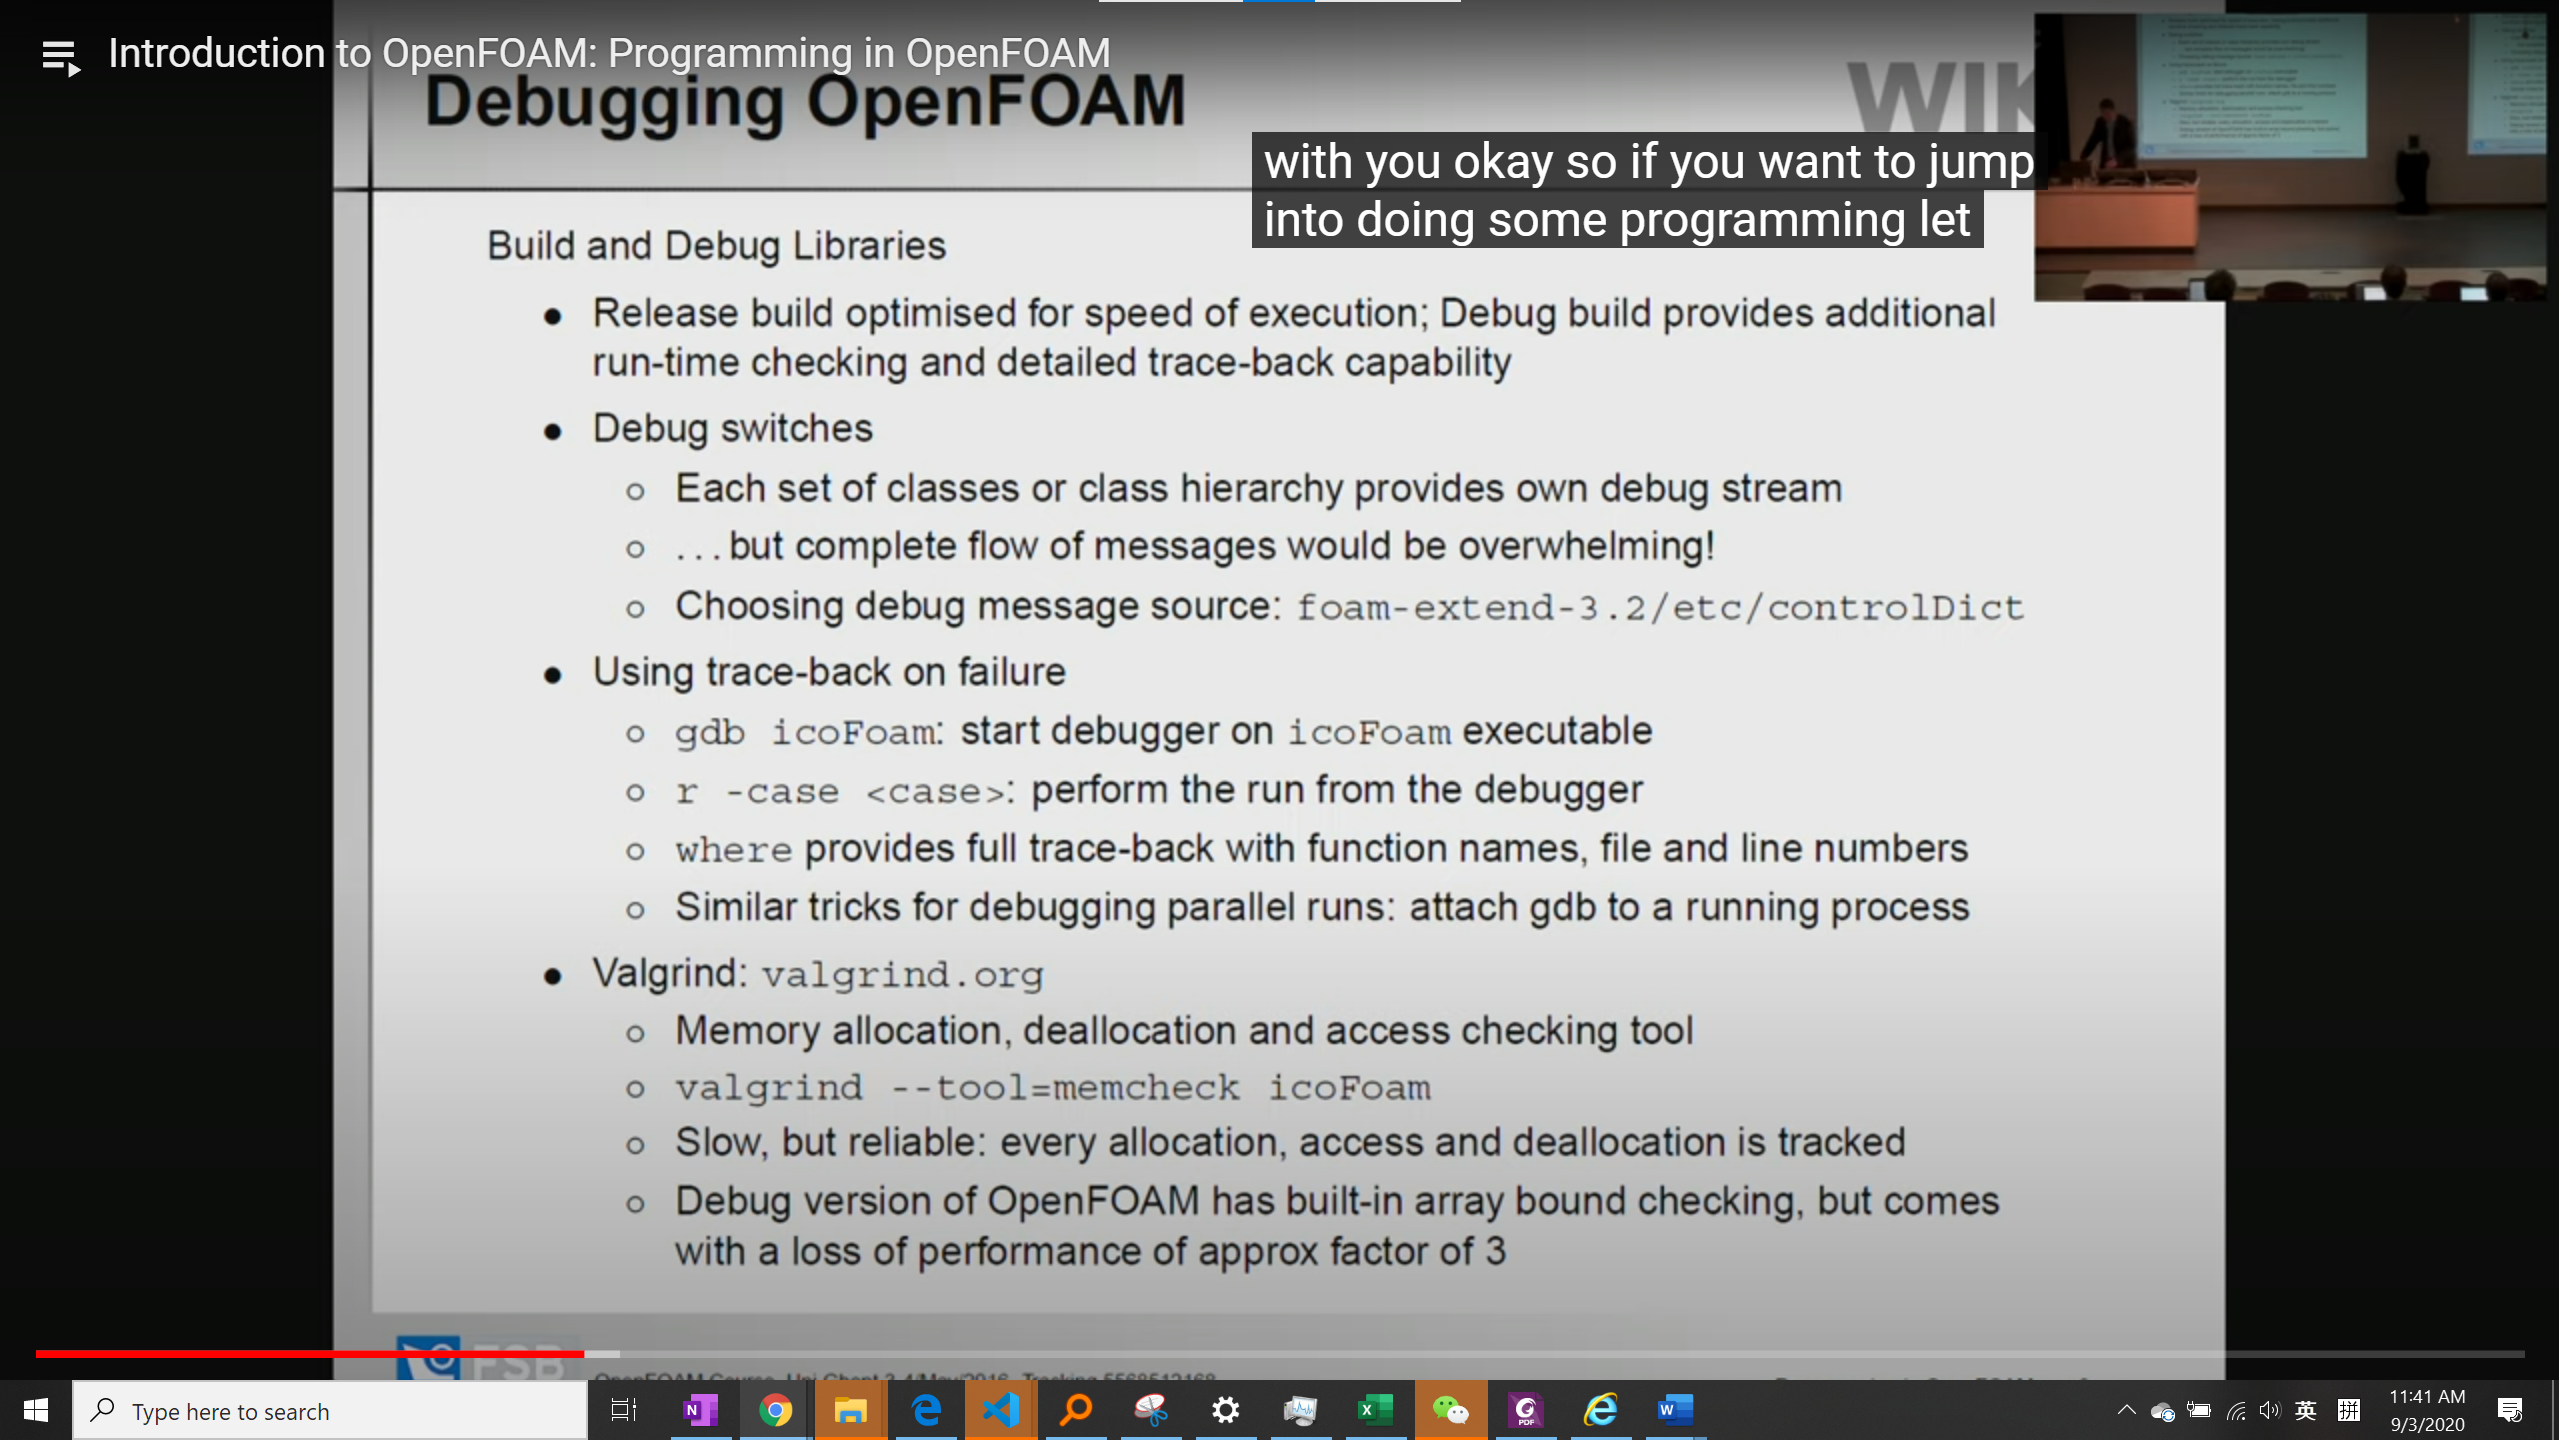 Introduction to OpenFOAM: Programming in OpenFOAM
Debugging OpenFOAM
WIK
with you okay so if you want to jump
into doing some programming let
Build and Debug Libraries
● Release build optimised for speed of execution; Debug build provides additional
run-time checking and detailed trace-back capability
● Debug switches
○ Each set of classes or class hierarchy provides own debug stream
○ ...but complete flow of messages would be overwhelming!
○ Choosing debug message source: foam-extend-3.2/etc/controlDict
● Using trace-back on failure
○ gdb icoFoam: start debugger on icoFoam executable
○ r -case <case>: perform the run from the debugger
○ where provides full trace-back with function names, file and line numbers
○ Similar tricks for debugging parallel runs: attach gdb to a running process
● Valgrind: valgrind.org
○ Memory allocation, deallocation and access checking tool
○ valgrind --tool=memcheck icoFoam
○ Slow, but reliable: every allocation, access and deallocation is tracked
○ Debug version of OpenFOAM has built-in array bound checking, but comes
with a loss of performance of approx factor of 3
FSB
Type here to search
英
拼
11:41 AM
9/3/2020